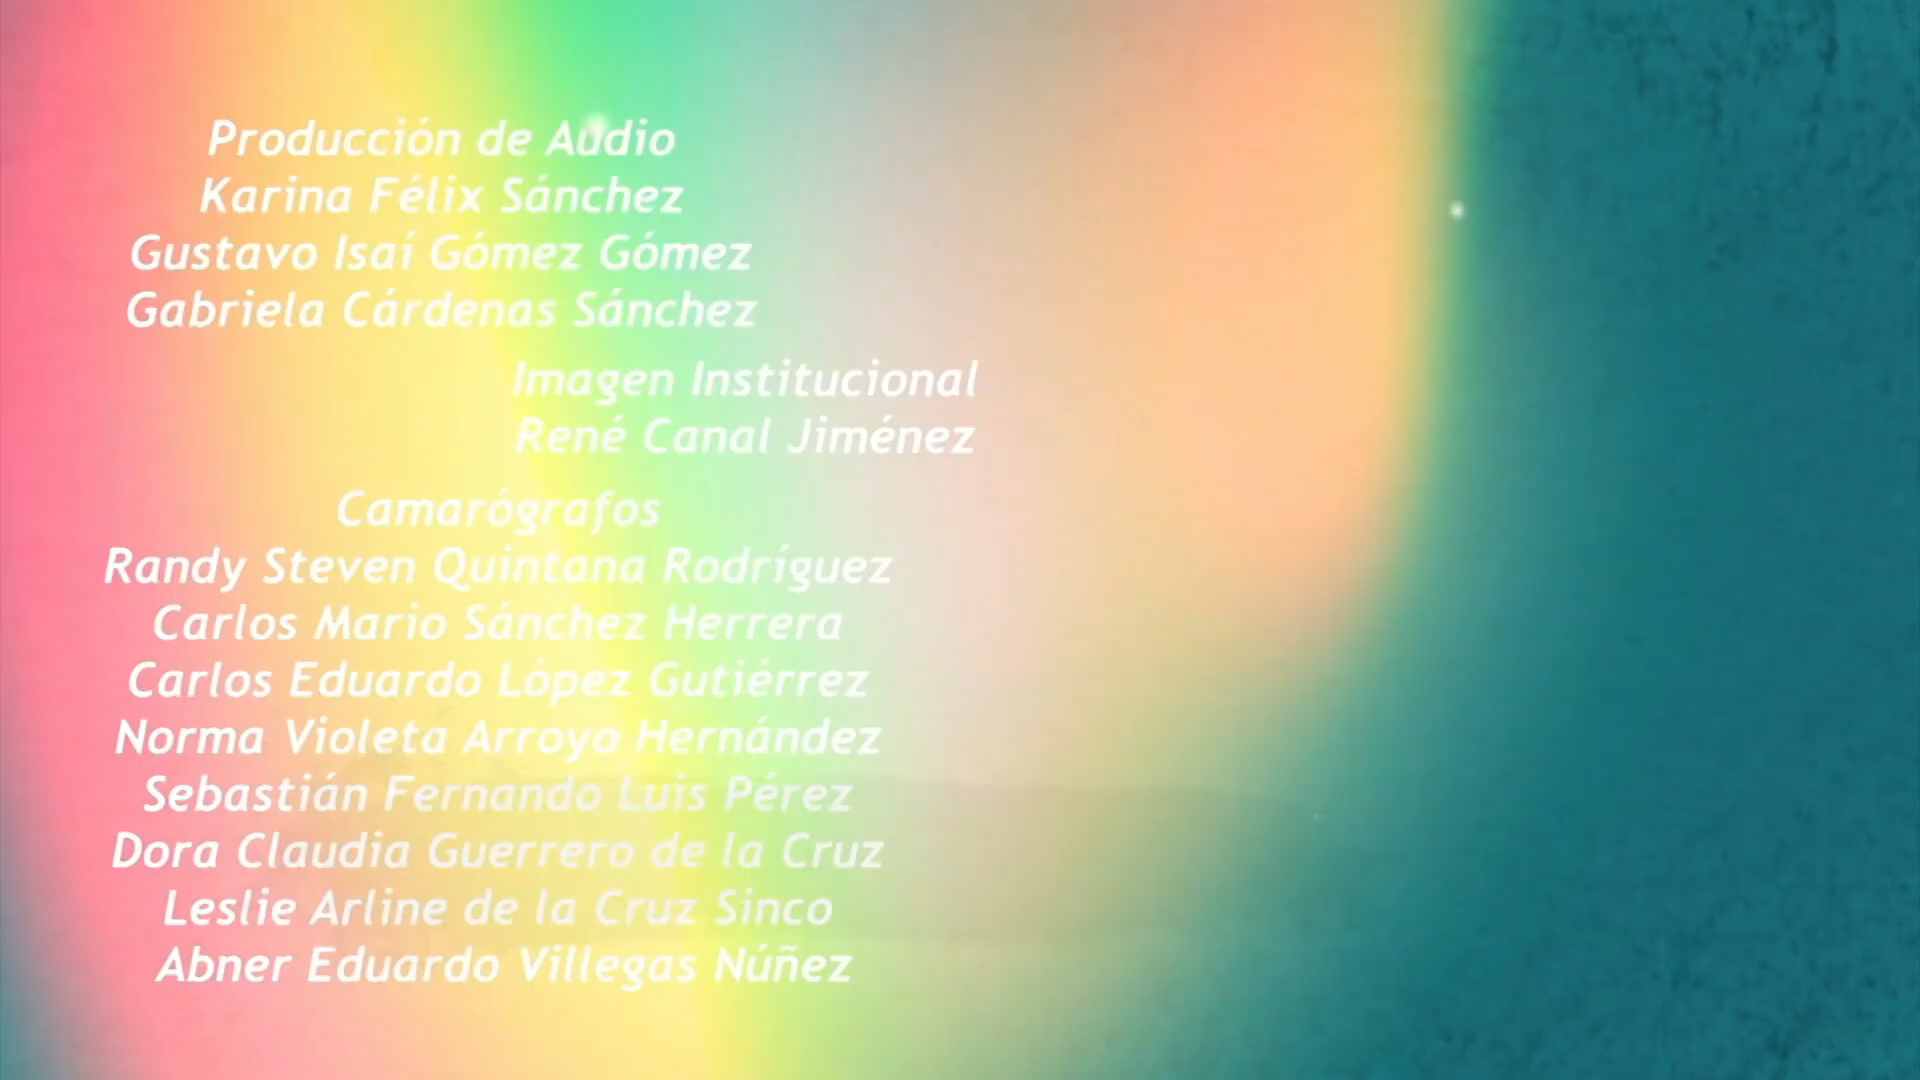 Producción de Audio
Karina Félix Sánchez
Gustavo Isaí Gómez Gómez
Gabriela Cárdenas Sánchez
Imagen Institucional
René Canal Jiménez
Camarógrafos
Randy Steven Quintana Rodríguez
Carlos Mario Sánchez Herrera
Carlos Eduardo López Gutiérrez
Norma Violeta Arroyo Hernández
Sebastián Fernando Luis Pérez
Dora Claudia Guerrero de la Cruz
Leslie Arline de la Cruz Sinco
Abner Eduardo Villegas Núñez